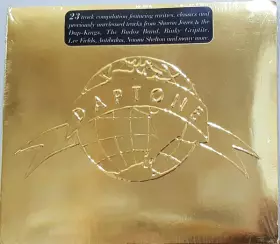 23 track compilation featuring rarities, classics and
previously unreleased tracks from Sharon Jones & the
Dap-Kings, The Budos Band, Binky Griptite,
Lee Fields, Antibalas, Naomi Shelton and many more.
DAPTONE